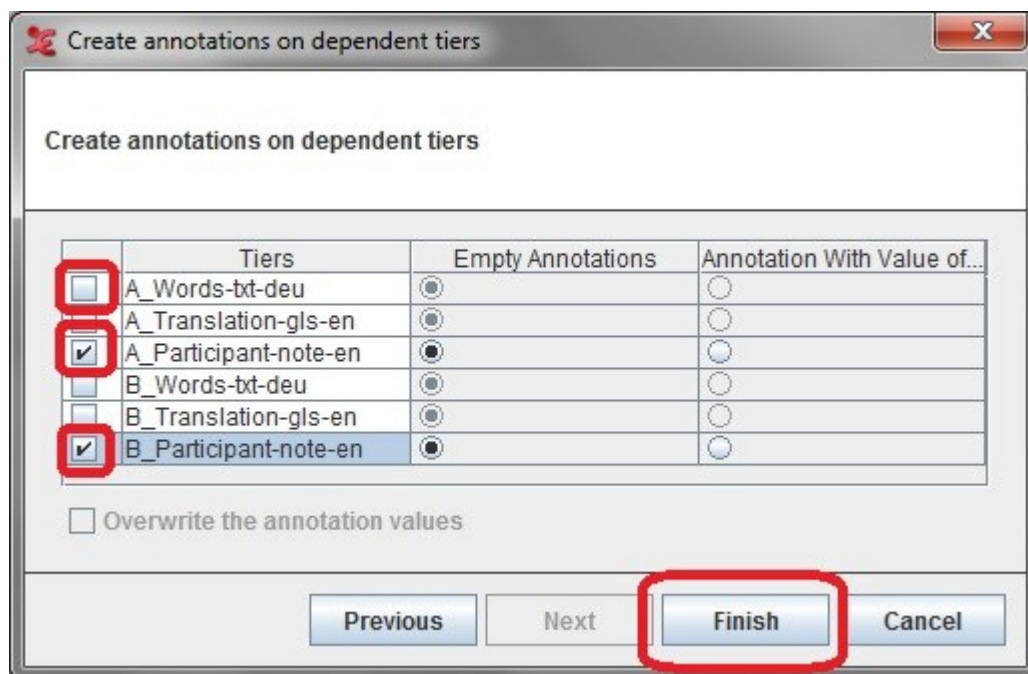 Create annotations on dependent tiers
Create annotations on dependent tiers
Tiers Empty Annotations Annotation With Value of...
A_Words-txt-deu
A_Translation-gls-en
A_Participant-note-en
B_Words-txt-deu
B_Translation-gls-en
B_Participant-note-en
Overwrite the annotation values
Previous Next Finish Cancel